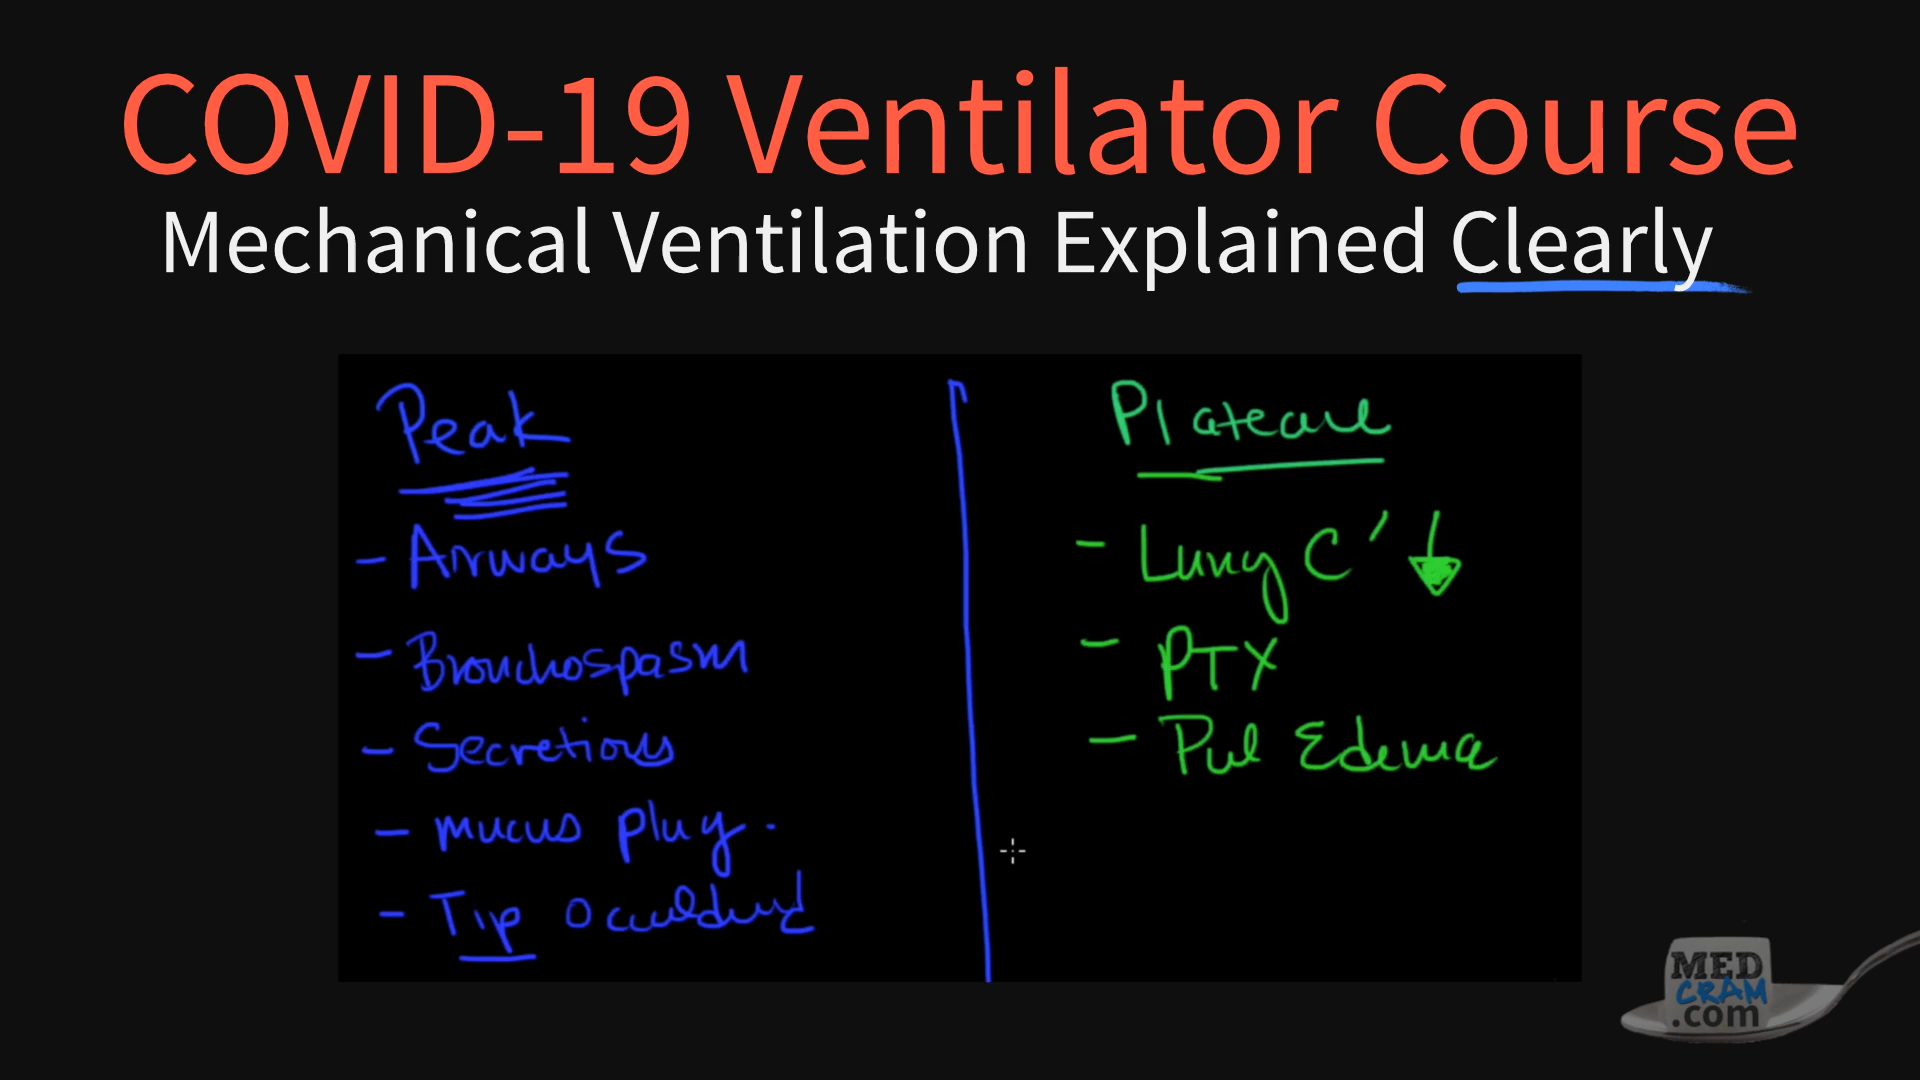 COVID-19 Ventilator Course
Mechanical Ventilation Explained Clearly
Peak
- Airways
- Bronchospasm
- Secretions
- mucus plug.
- Tip occluded
Plateau
- Lung C' ↓
- PTX
- Pul Edema
MED
CRAM
.com